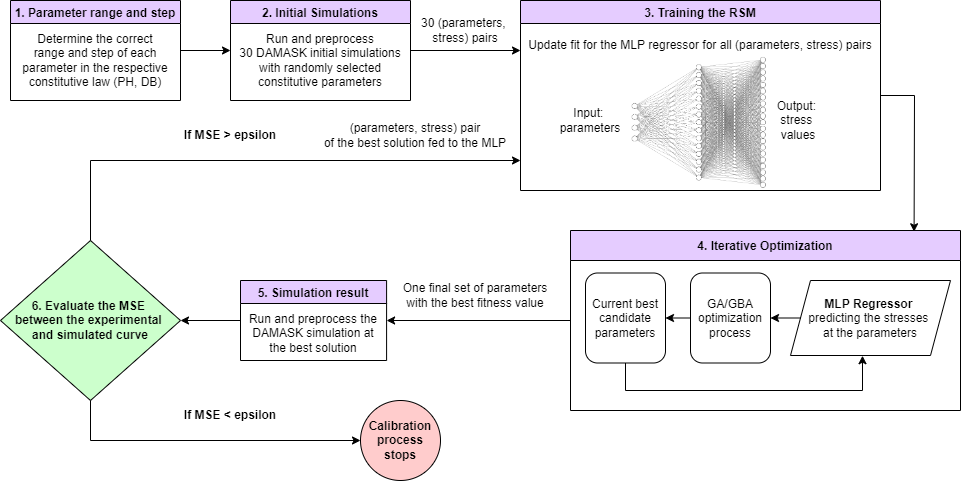 1. Parameter range and step
Determine the correct
range and step of each
parameter in the respective
constitutive law (PH, DB)
2. Initial Simulations
Run and preprocess
30 DAMASK initial simulations
with randomly selected
constitutive parameters
30 (parameters,
stress) pairs
3. Training the RSM
Update fit for the MLP regressor for all (parameters, stress) pairs
Input:
parameters
Output:
stress
values
If MSE > epsilon
(parameters, stress) pair
of the best solution fed to the MLP
4. Iterative Optimization
Current best
candidate
parameters
GA/GBA
optimization
process
MLP Regressor
predicting the stresses
at the parameters
One final set of parameters
with the best fitness value
5. Simulation result
Run and preprocess the
DAMASK simulation at
the best solution
6. Evaluate the MSE
between the experimental
and simulated curve
If MSE < epsilon
Calibration
process
stops